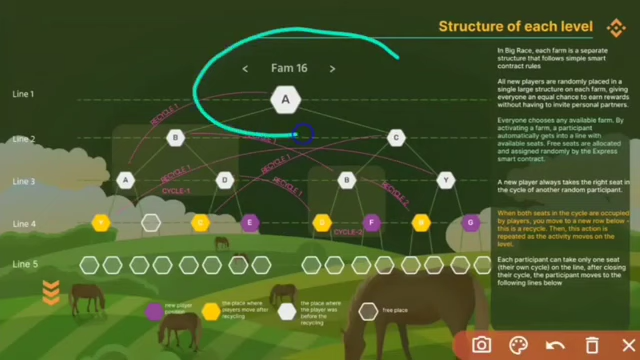 Structure of each level
< Fam 16 >
In Big Race, each farm is a separate
structure that follows simple smart
contract rules
All new players are randomly placed in a
single large structure on each farm, giving
everyone an equal chance to earn rewards
without having to invite personal partners.
Everyone chooses any available farm. By
activating a farm, a participant
automatically gets into a line with
available seats. Free seats are allocated
and assigned randomly by the Express
smart contract.
A new player always takes the right seat in
the cycle of another random participant.
When both seats in the cycle are occupied
by players, you move to a new row below -
this is a recycle. Then, this action is
repeated as the activity moves on the
level.
Each participant can take only one seat
(their own cycle) on the line, after closing
their cycle, the participant moves to the
following lines below
Line 1
A
RECYCLE 1
Line 2
B
C
Line 3
A
D
B
Y
RECYCLE 1
RECYCLE 1
RECYCLE 2
CYCLE-1
Line 4
C
E
F
G
CYCLE-2
Line 5
new player
the place where
players move after
recycling
the place where
the player was
before the
recycling
free place